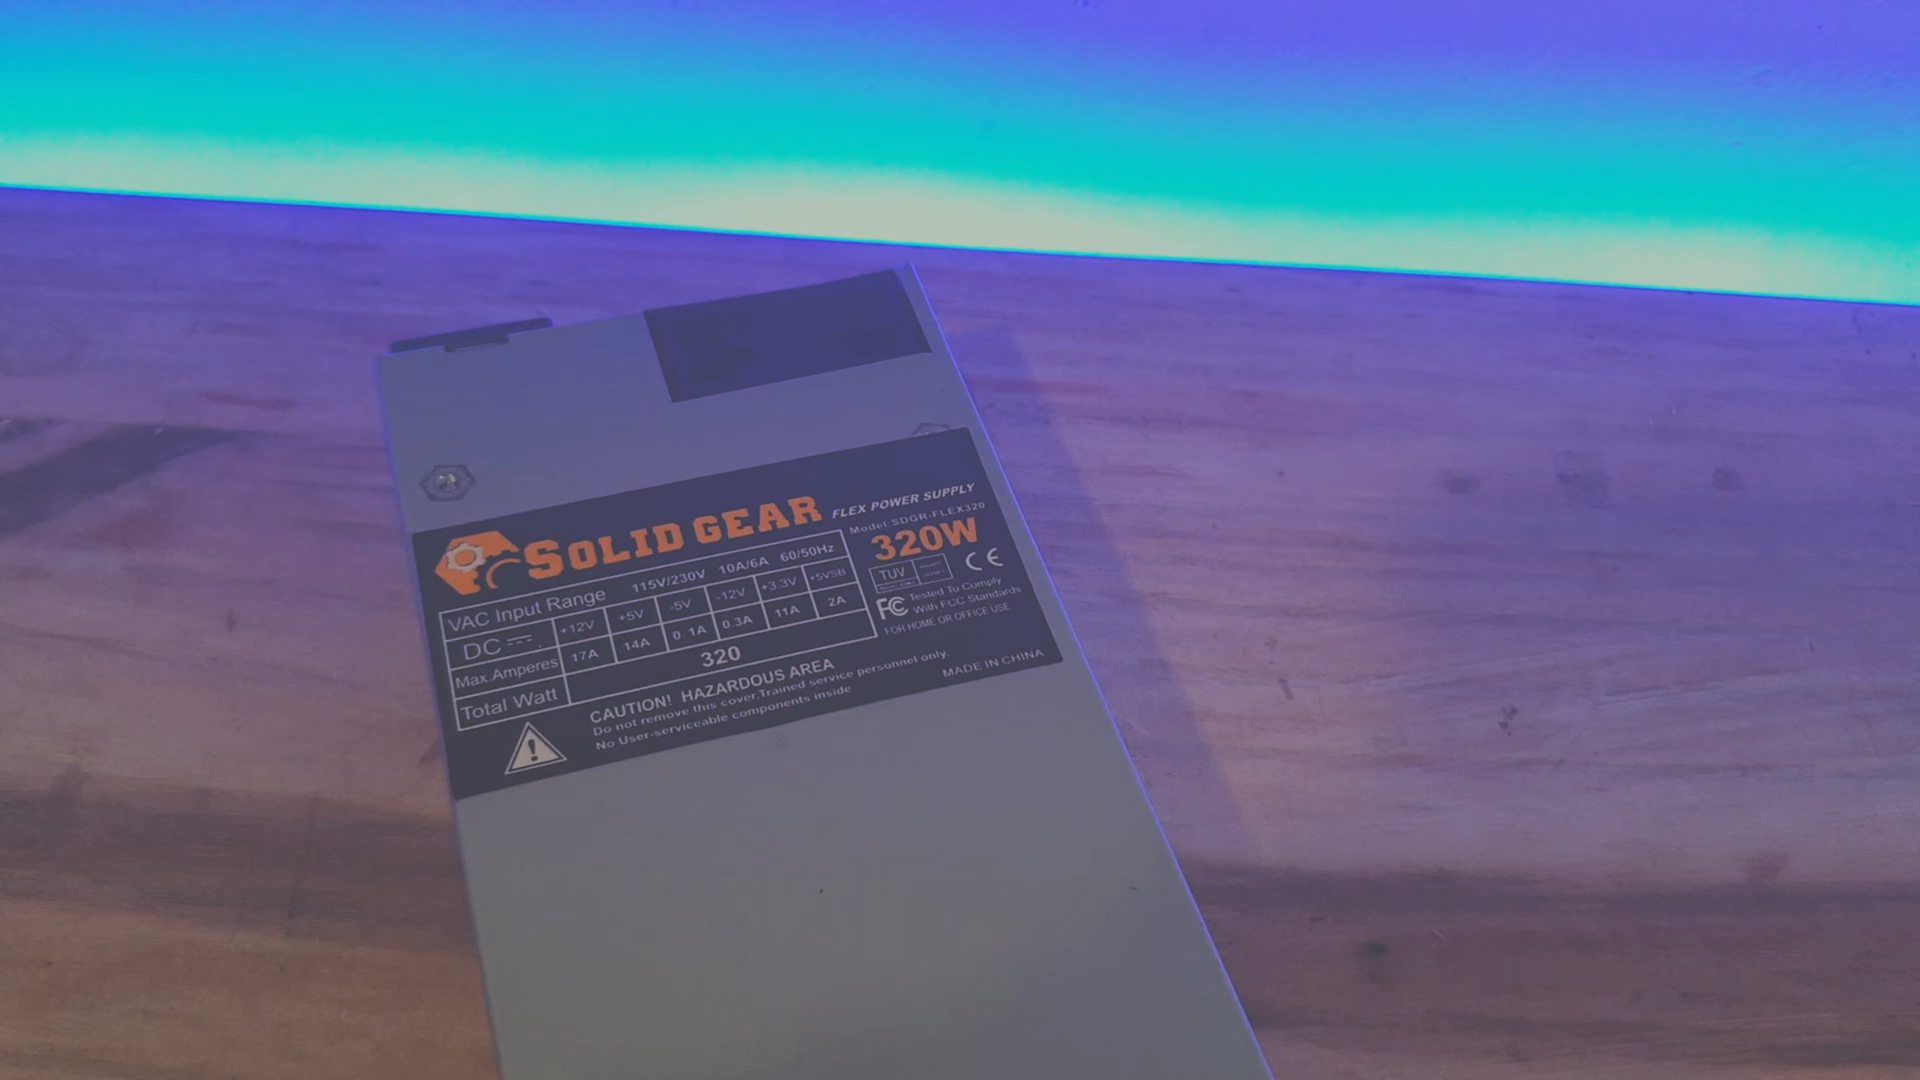 SOLID GEAR FLEX POWER SUPPLY
Model:SDGR-FLEX320
320W
VAC Input Range 115V/230V 10A/6A 60/50Hz
DC +12V +5V -5V -12V +3.3V +5VSB
Max.Amperes 17A 14A 0.1A 0.3A 11A 2A
Total Watt 320
TUV
CE
FC Tested To Comply
With FCC Standards
FOR HOME OR OFFICE USE
CAUTION! HAZARDOUS AREA
Do not remove this cover,Trained service personnel only.
No User-serviceable components inside
MADE IN CHINA